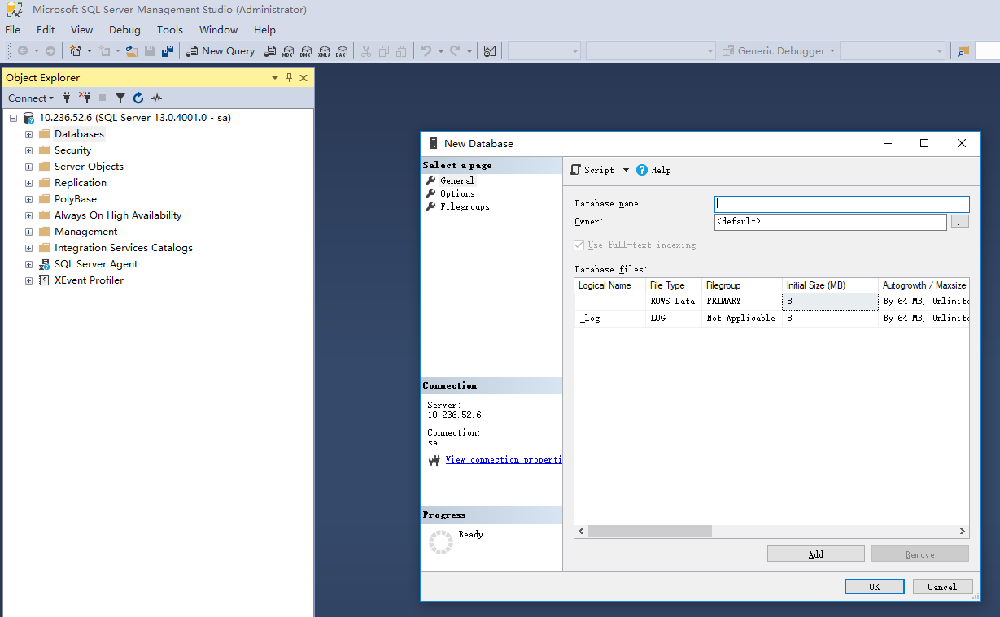 Microsoft SQL Server Management Studio (Administrator)
File Edit View Debug Tools Window Help
New Query MDX DMX XMLA DAX Generic Debugger
Object Explorer
Connect
10.236.52.6 (SQL Server 13.0.4001.0 - sa)
Databases
Security
Server Objects
Replication
PolyBase
Always On High Availability
Management
Integration Services Catalogs
SQL Server Agent
XEvent Profiler
New Database
Select a page
General
Options
Filegroups
Connection
Server:
10.236.52.6
Connection:
sa
View connection properti
Progress
Ready
Script Help
Database name:
Owner: <default> .
Use full-text indexing
Database files:
Logical Name File Type Filegroup Initial Size (MB) Autogrowth / Maxsize
ROWS Data PRIMARY 8 By 64 MB, Unlimite
_log LOG Not Applicable 8 By 64 MB, Unlimite
Add Remove
OK Cancel